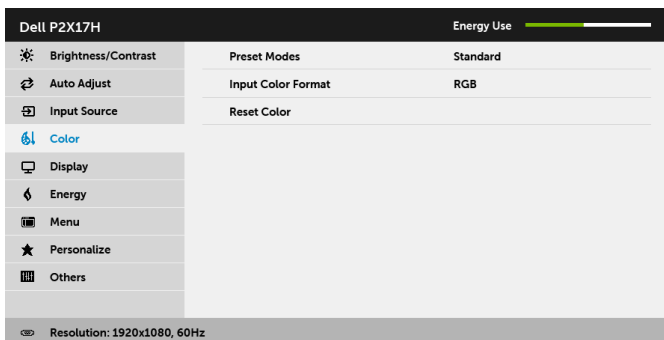 Dell P2X17H Energy Use
Brightness/Contrast Preset Modes Standard
Auto Adjust Input Color Format RGB
Input Source Reset Color
Color
Display
Energy
Menu
Personalize
Others
Resolution: 1920x1080, 60Hz